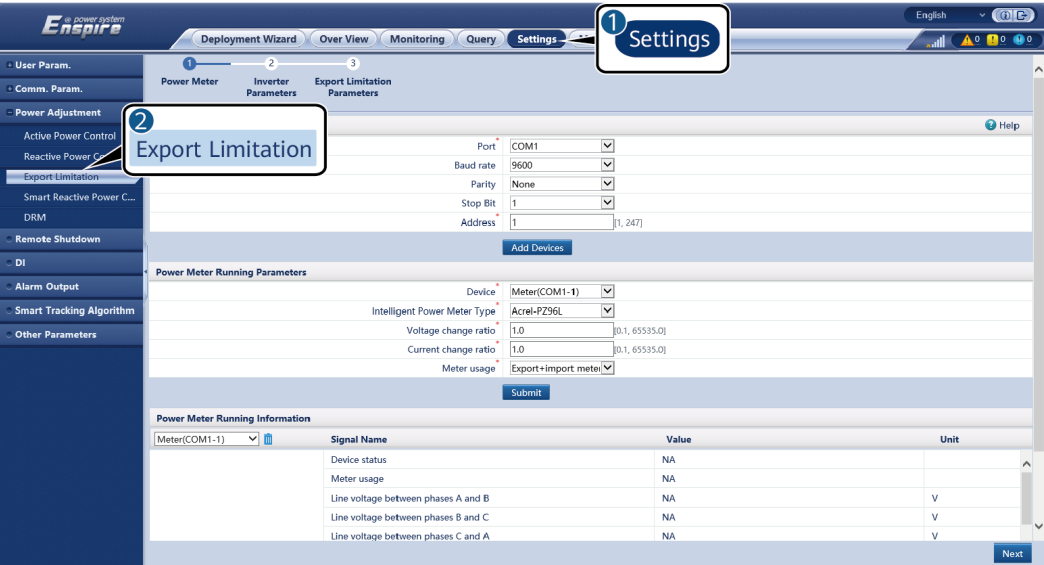 e power system
Enspire
English
Deployment Wizard
Over View
Monitoring
Query
Settings
1
Settings
0
0
0
User Param.
Comm. Param.
Power Adjustment
Active Power Control
Reactive Power Co
Export Limitation
Smart Reactive Power C...
DRM
Remote Shutdown
DI
Alarm Output
Smart Tracking Algorithm
Other Parameters
2
Export Limitation
1
Power Meter
2
Inverter
Parameters
3
Export Limitation
Parameters
Help
Port* COM1
Baud rate 9600
Parity None
Stop Bit 1
Address* 1 [1, 247]
Add Devices
Power Meter Running Parameters
Device* Meter(COM1-1)
Intelligent Power Meter Type* Acrel-PZ96L
Voltage change ratio* 1.0 [0.1, 65535.0]
Current change ratio* 1.0 [0.1, 65535.0]
Meter usage* Export+import meter
Submit
Power Meter Running Information
Meter(COM1-1) Signal Name Value Unit
Device status NA
Meter usage NA
Line voltage between phases A and B NA V
Line voltage between phases B and C NA V
Line voltage between phases C and A NA V
Next